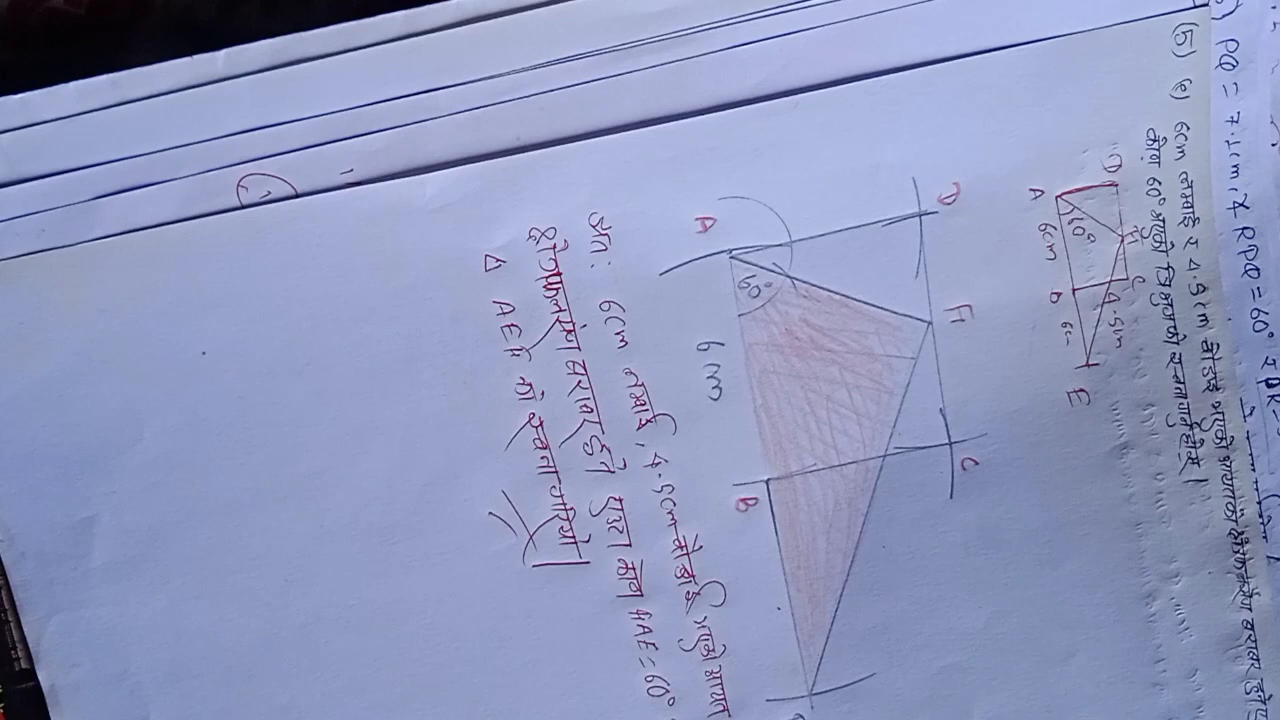 PQ = 7.1cm, ∠RPQ = 60° र
(5) (e) 6cm लम्बाई र 4.5cm चौडाई भएको आयतको क्षेत्रफलसँग बराबर हुने
कोण 60° भएको त्रिभुजको रचना गर्नुहोस् ।
D F C
4.5cm
A 60° 6cm B 6cm E
D F C
A 60° 6cm B
अतः 6cm लम्बाई, 4.5cm चौडाई भएको आयत
क्षेत्रफलसँग बराबर हुने एउटा कोण FAE = 60°
Δ AEF को रचना गरियो ।